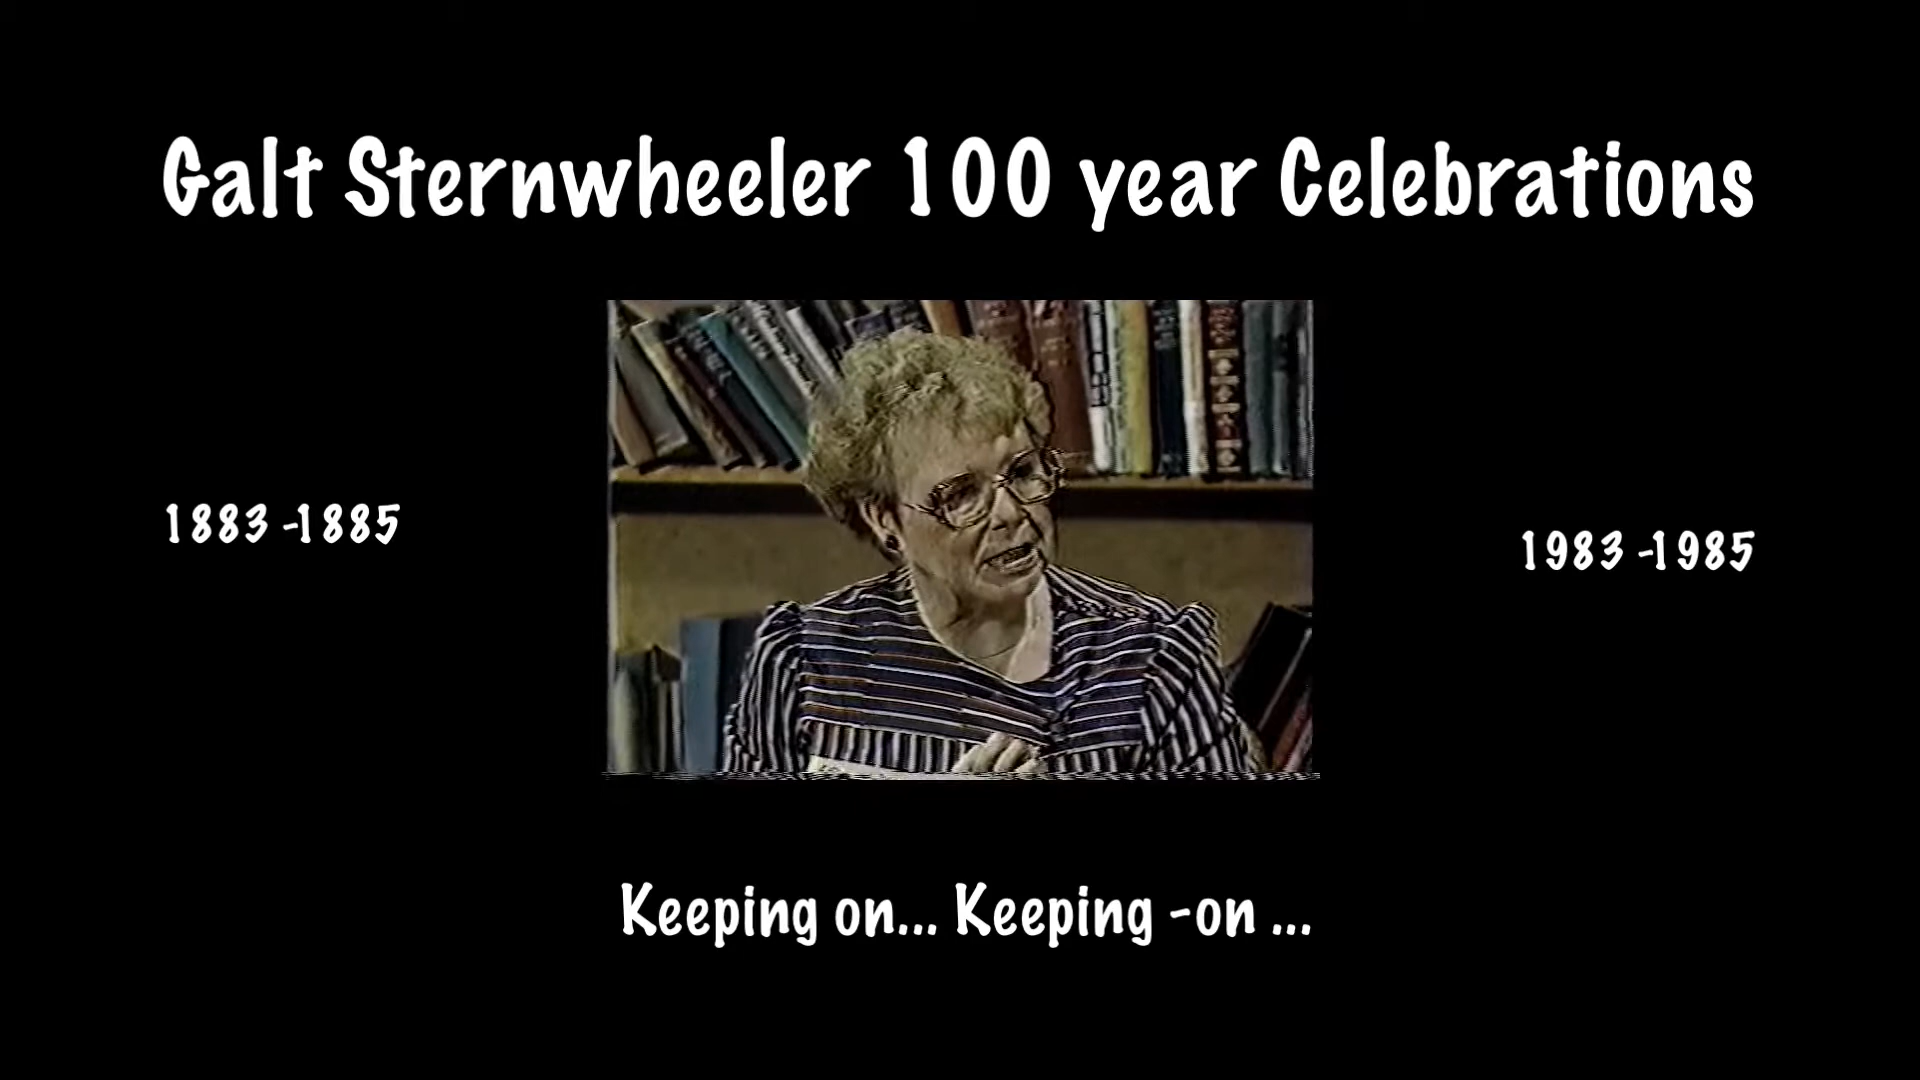 Galt Sternwheeler 100 year Celebrations
1883 -1885
1983 -1985
Keeping on... Keeping -on ...